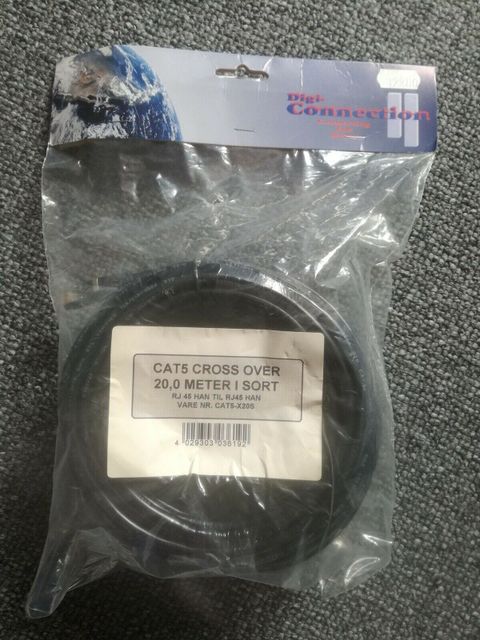 Digi-
Connection
CAT5 CROSS OVER
20,0 METER I SORT
RJ 45 HAN TIL RJ45 HAN
VARE NR. CAT5-X20S
4 029303 036192